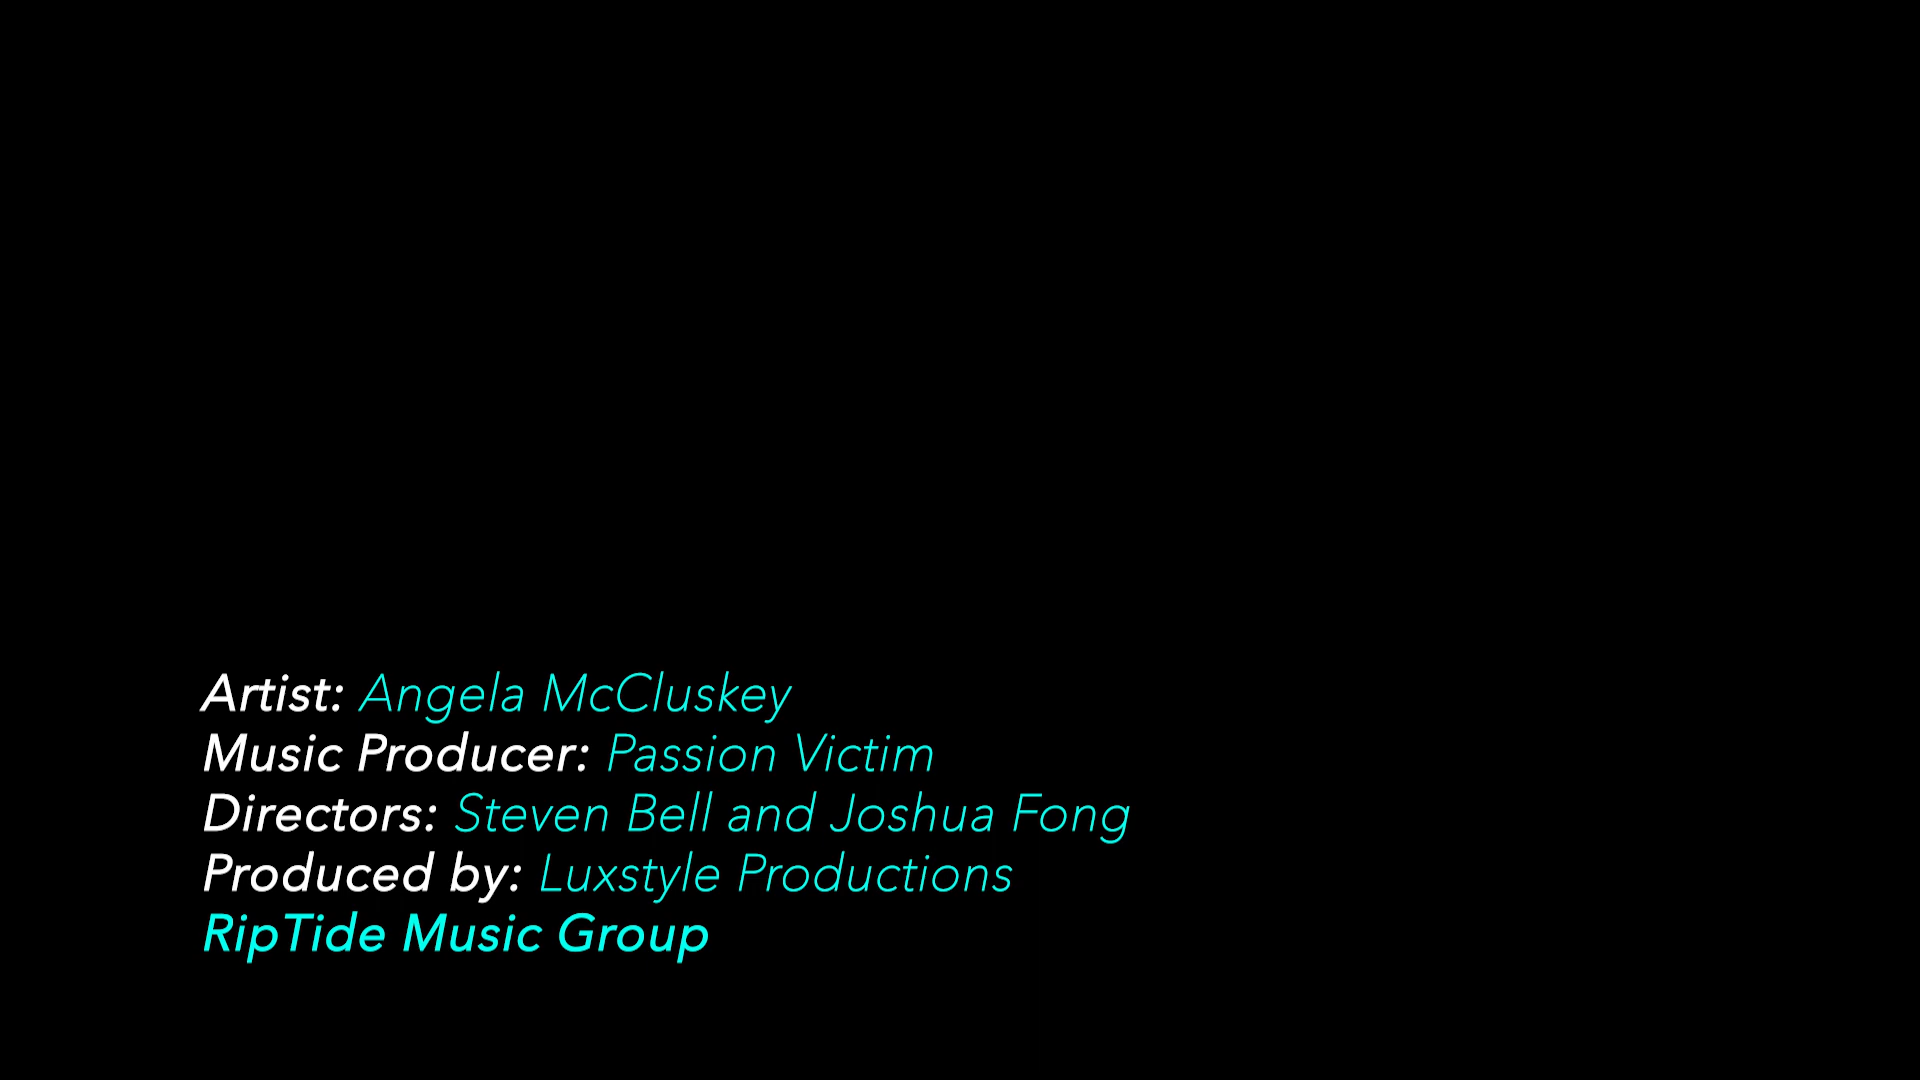 Artist: Angela McCluskey
Music Producer: Passion Victim
Directors: Steven Bell and Joshua Fong
Produced by: Luxstyle Productions
RipTide Music Group